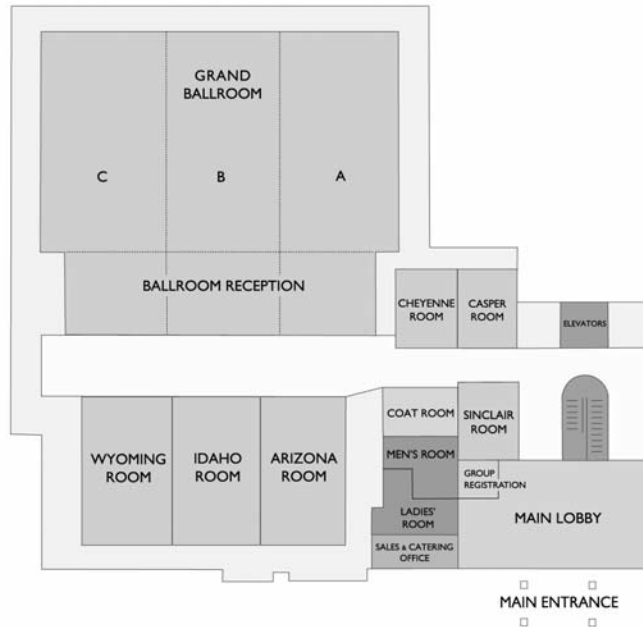 GRAND
BALLROOM
C
B
A
BALLROOM RECEPTION
CHEYENNE
ROOM
CASPER
ROOM
ELEVATORS
COAT ROOM
SINCLAIR
ROOM
WYOMING
ROOM
IDAHO
ROOM
ARIZONA
ROOM
MEN'S ROOM
GROUP
REGISTRATION
LADIES'
ROOM
MAIN LOBBY
SALES & CATERING
OFFICE
MAIN ENTRANCE